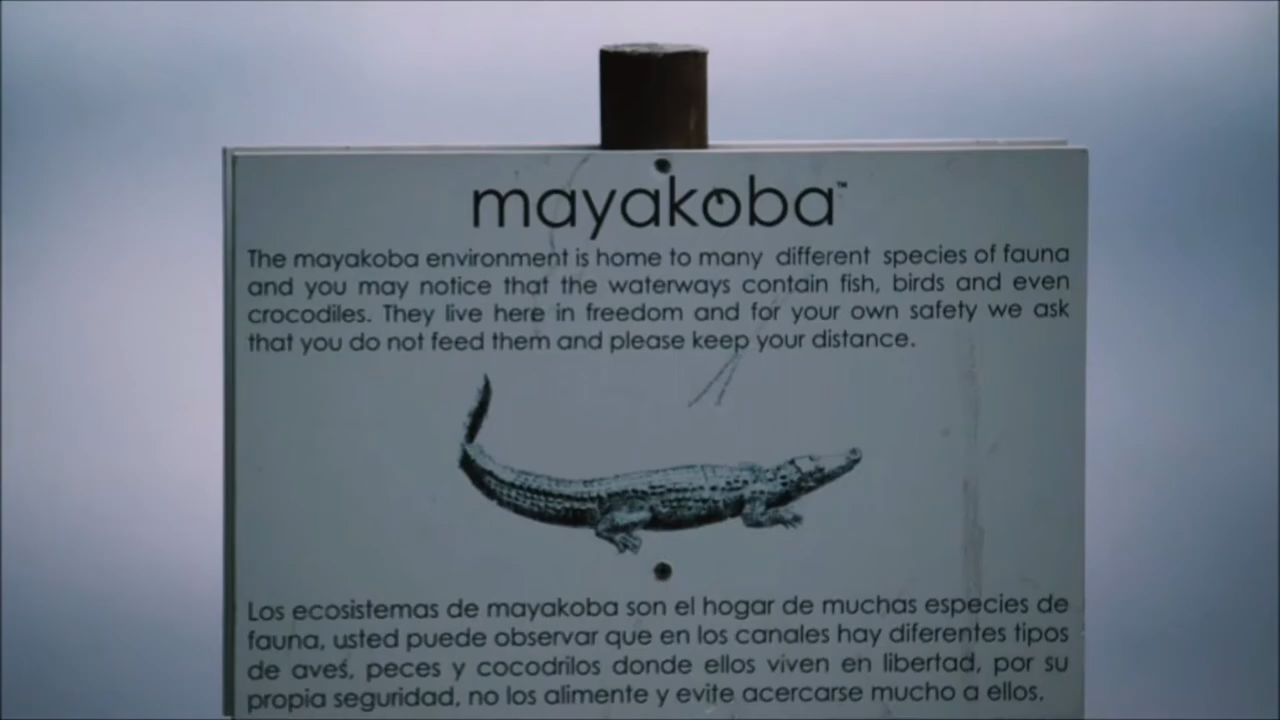 mayakoba™
The mayakoba environment is home to many different species of fauna
and you may notice that the waterways contain fish, birds and even
crocodiles. They live here in freedom and for your own safety we ask
that you do not feed them and please keep your distance.
Los ecosistemas de mayakoba son el hogar de muchas especies de
fauna, usted puede observar que en los canales hay diferentes tipos
de aves, peces y cocodrilos donde ellos viven en libertad, por su
propia seguridad, no los alimente y evite acercarse mucho a ellos.